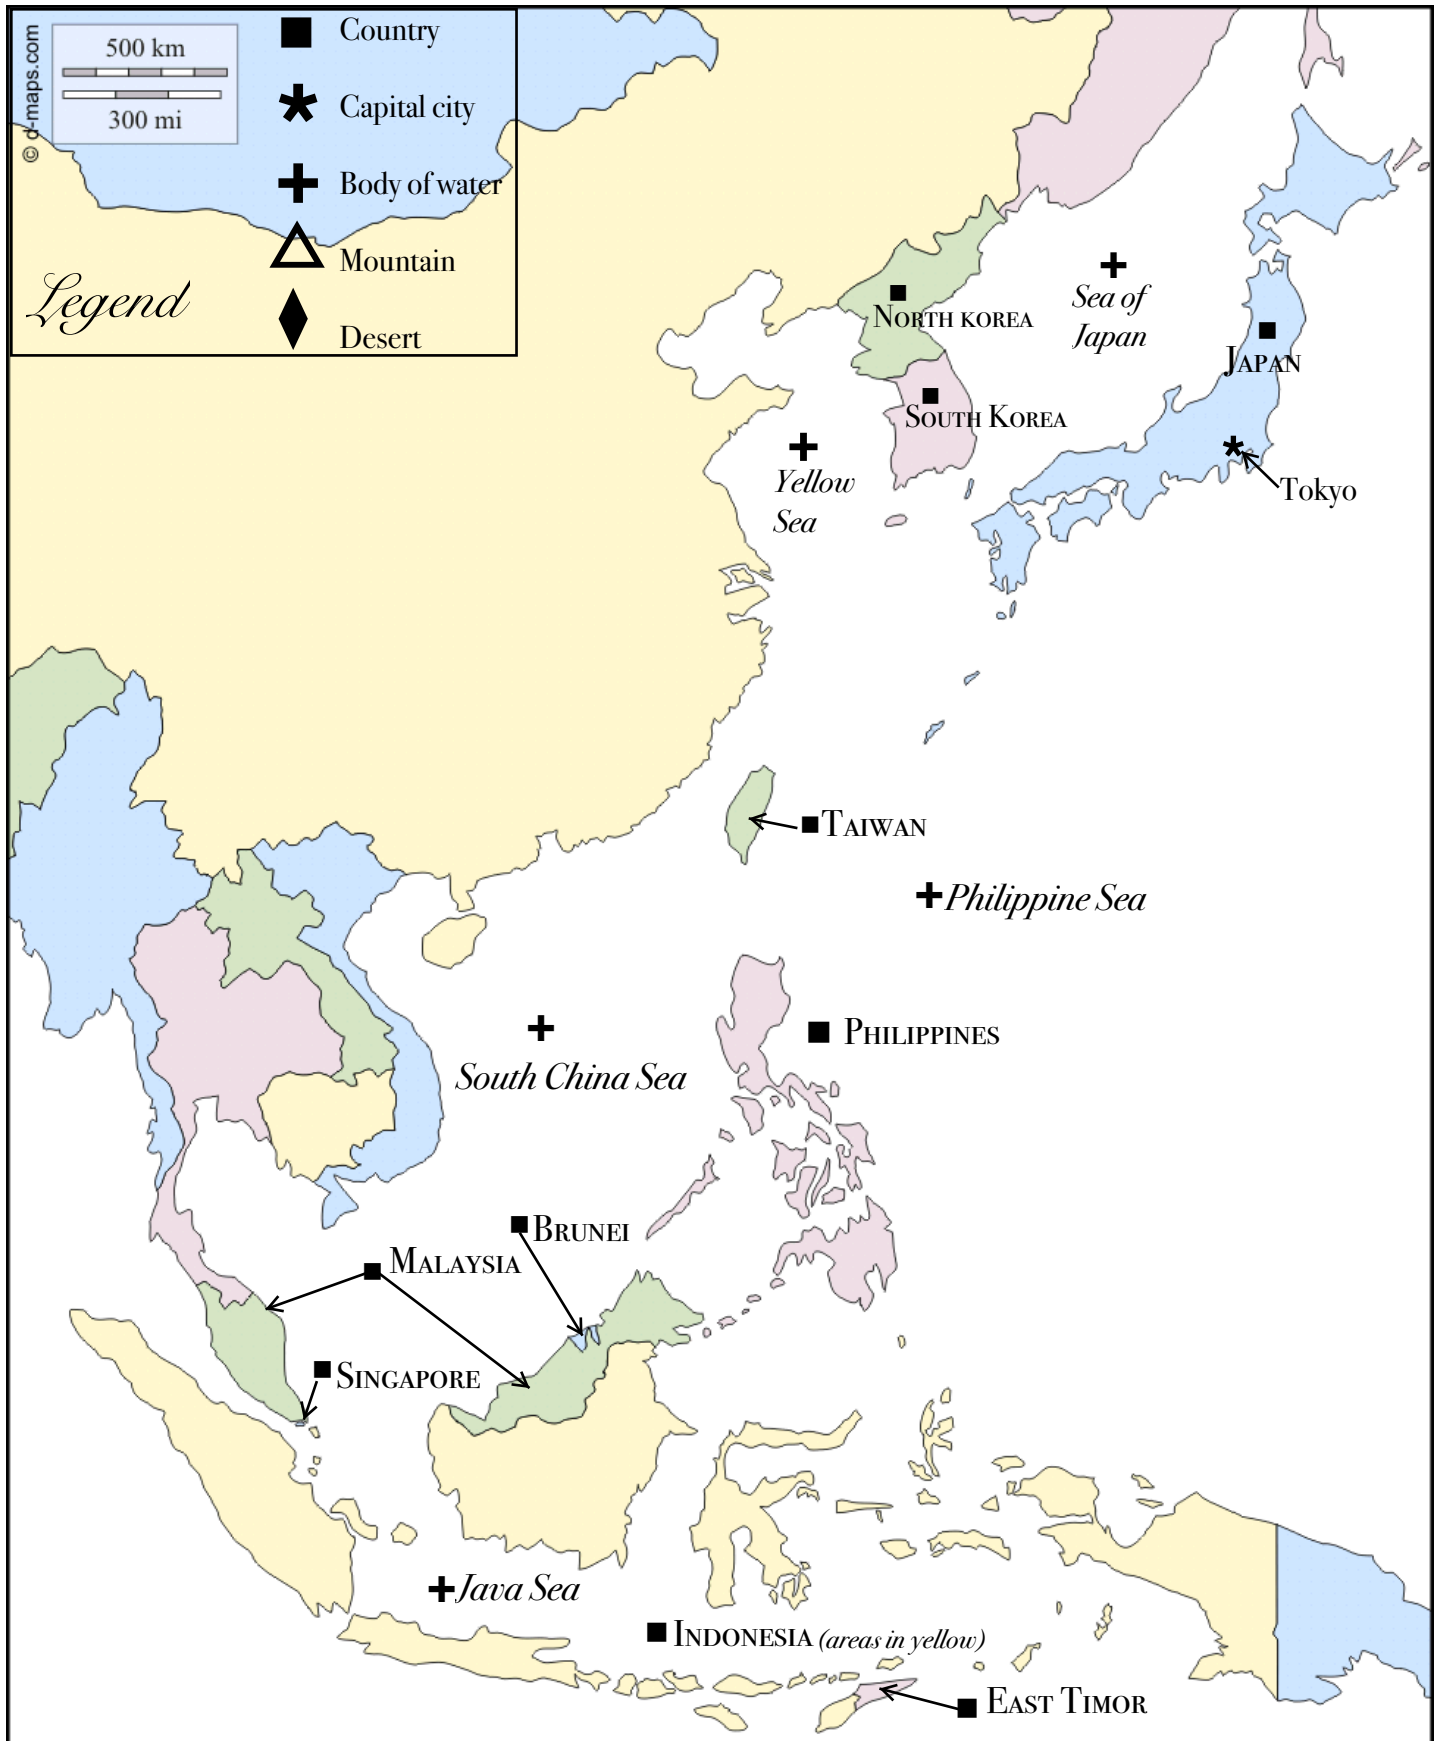 © d-maps.com
500 km
300 mi
Country
Capital city
Body of water
Mountain
Desert
Legend
Sea of
Japan
North korea
Japan
South Korea
Yellow
Sea
Tokyo
Taiwan
Philippine Sea
Philippines
South China Sea
Brunei
Malaysia
Singapore
Java Sea
Indonesia (areas in yellow)
East Timor